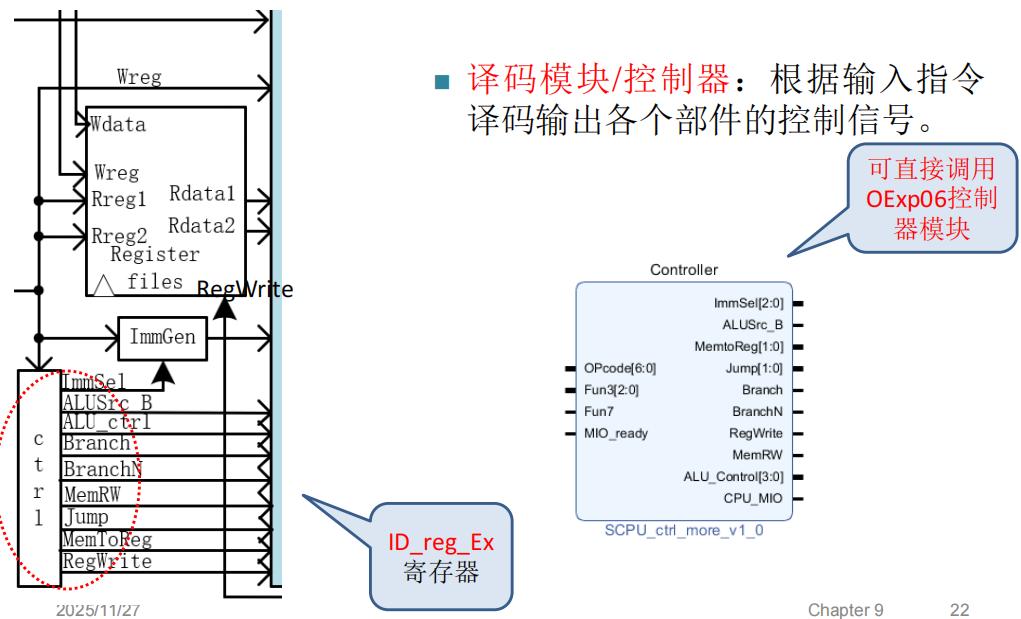 Wreg
Wdata
Wreg
Rreg1
Rdata1
Rreg2
Rdata2
Register
files
RegWrite
ImmGen
ctrl
ImmSel
ALUSrc_B
ALU_ctrl
Branch
BranchN
MemRW
Jump
MemToReg
RegWrite
■ 译码模块/控制器：根据输入指令
译码输出各个部件的控制信号。
可直接调用
OExp06控制
器模块
Controller
OPcode[6:0]
Fun3[2:0]
Fun7
MIO_ready
ImmSel[2:0]
ALUSrc_B
MemtoReg[1:0]
Jump[1:0]
Branch
BranchN
RegWrite
MemRW
ALU_Control[3:0]
CPU_MIO
SCPU_ctrl_more_v1_0
ID_reg_Ex
寄存器
2025/11/27
Chapter 9
22